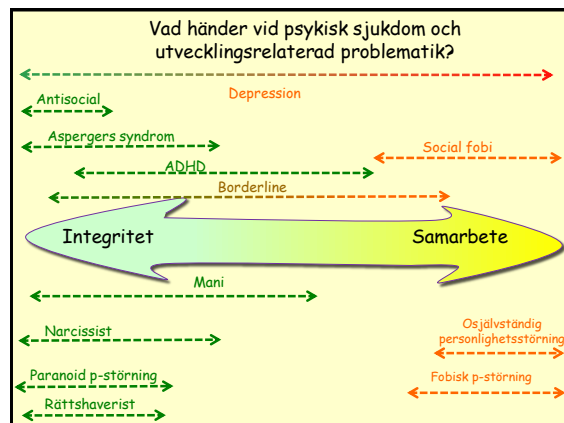 Vad händer vid psykisk sjukdom och
utvecklingsrelaterad problematik?
Depression
Antisocial
Aspergers syndrom
Social fobi
ADHD
Borderline
Integritet
Samarbete
Mani
Narcissist
Osjälvständig
personlighetsstörning
Paranoid p-störning
Fobisk p-störning
Rättshaverist